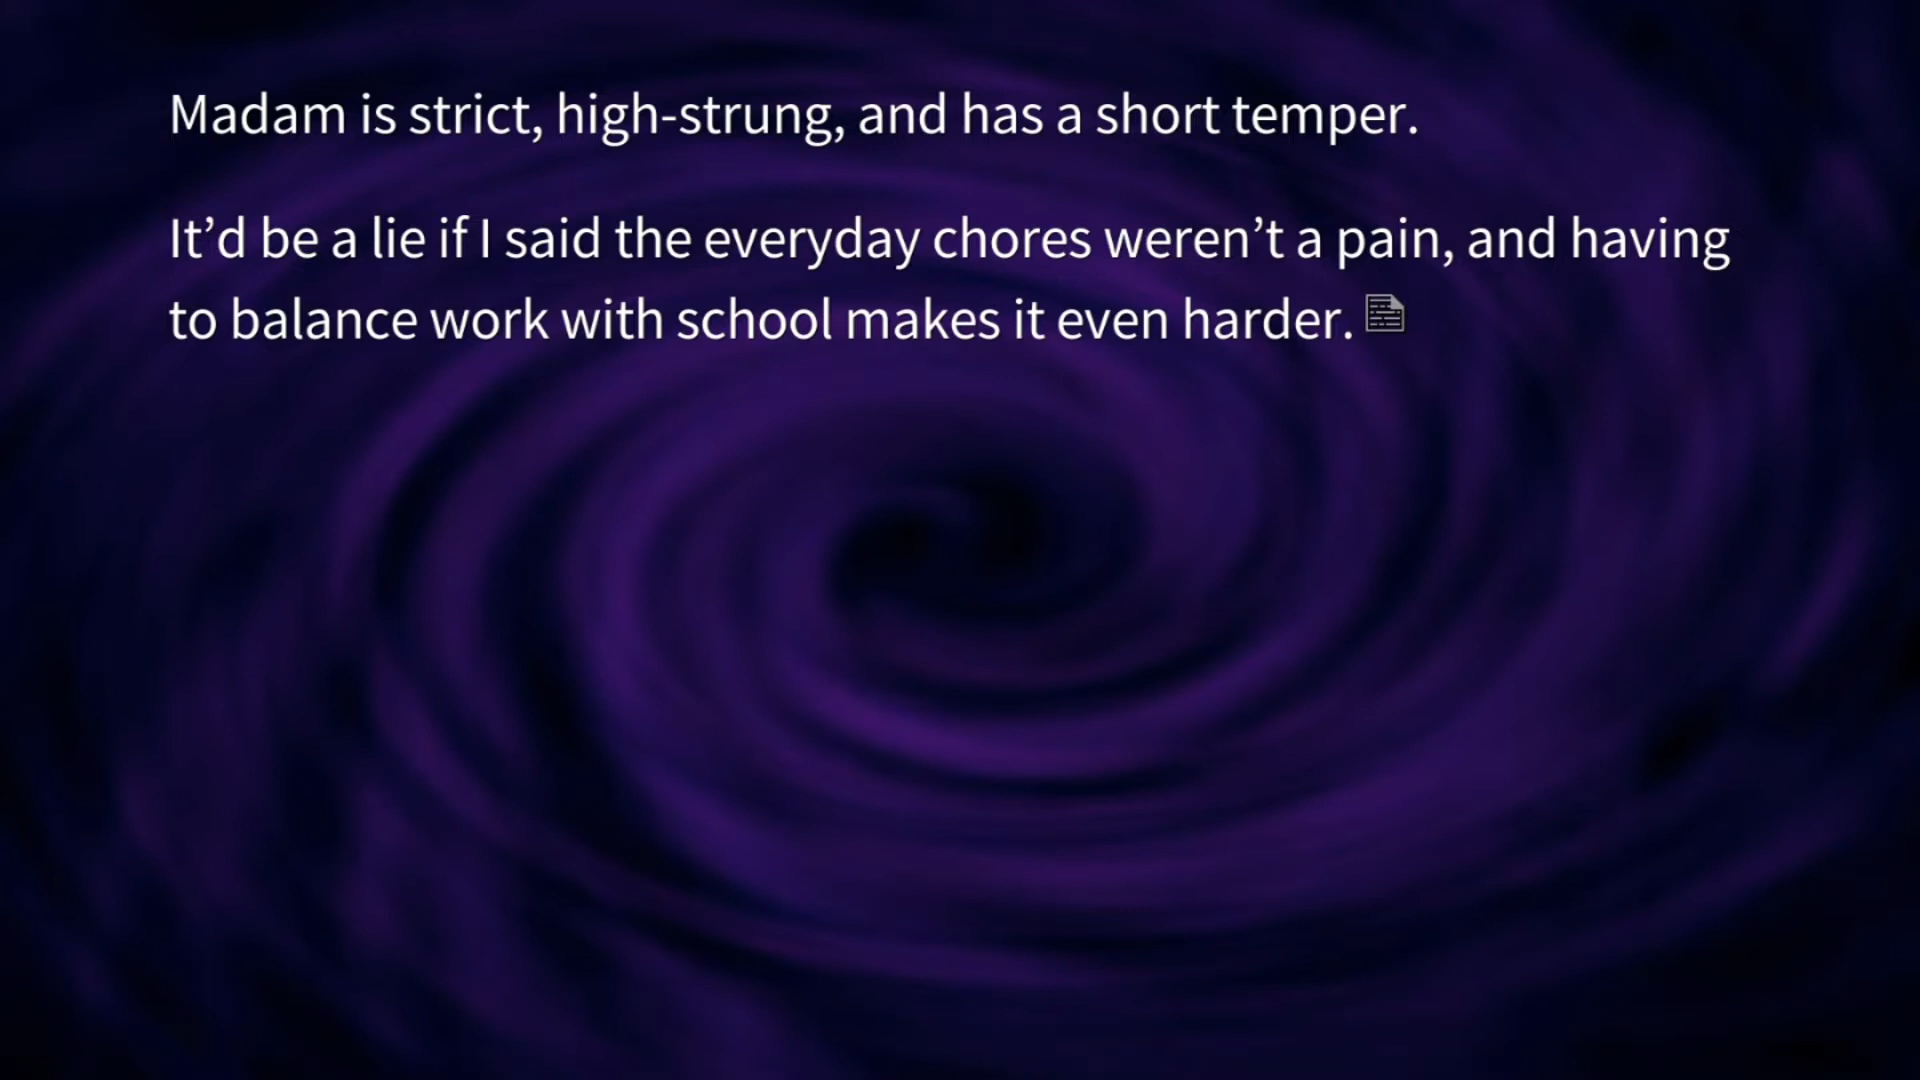 Madam is strict, high-strung, and has a short temper.
It’d be a lie if I said the everyday chores weren’t a pain, and having
to balance work with school makes it even harder.